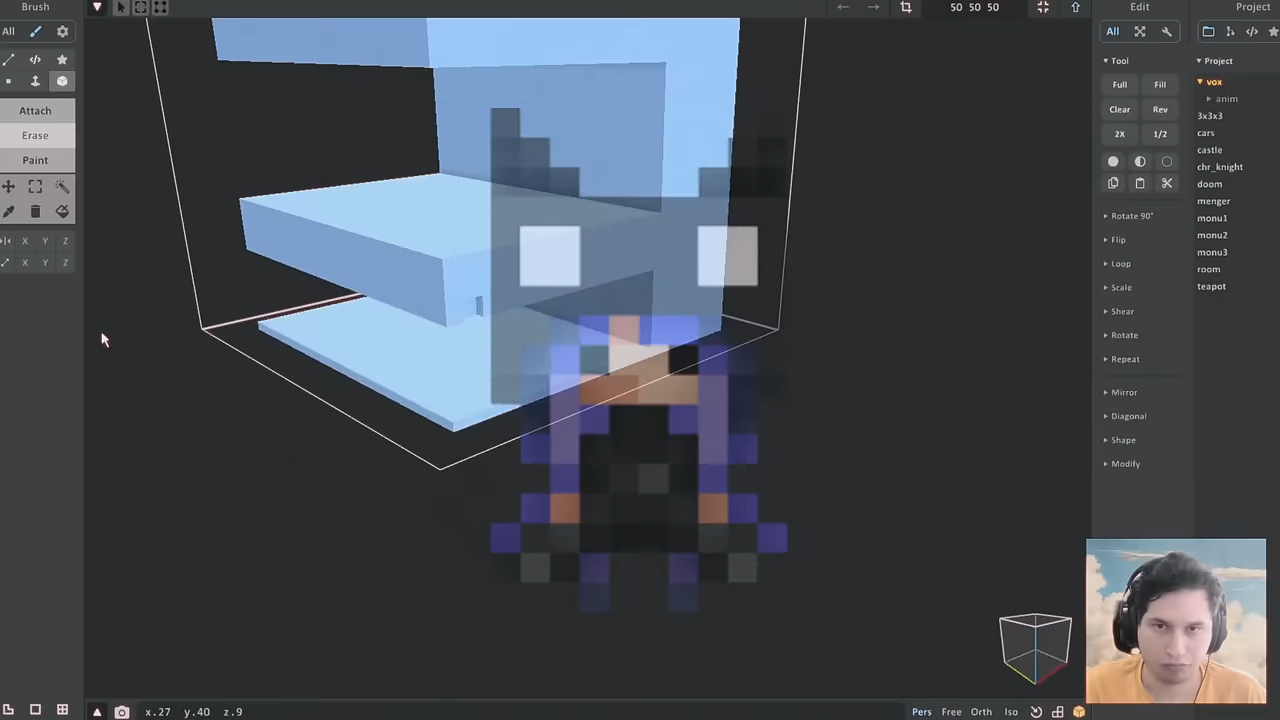 Brush
50 50 50
Edit
Project
All
All
Tool
Project
Full
Fill
vox
anim
Clear
Rev
3x3x3
Attach
2X
1/2
cars
Erase
castle
Paint
chr_knight
doom
menger
Rotate 90°
monu1
Flip
monu2
X Y Z
monu3
X Y Z
Loop
room
Scale
teapot
Shear
Rotate
Repeat
Mirror
Diagonal
Shape
Modify
x.27 y.40 z.9
Pers Free Orth Iso